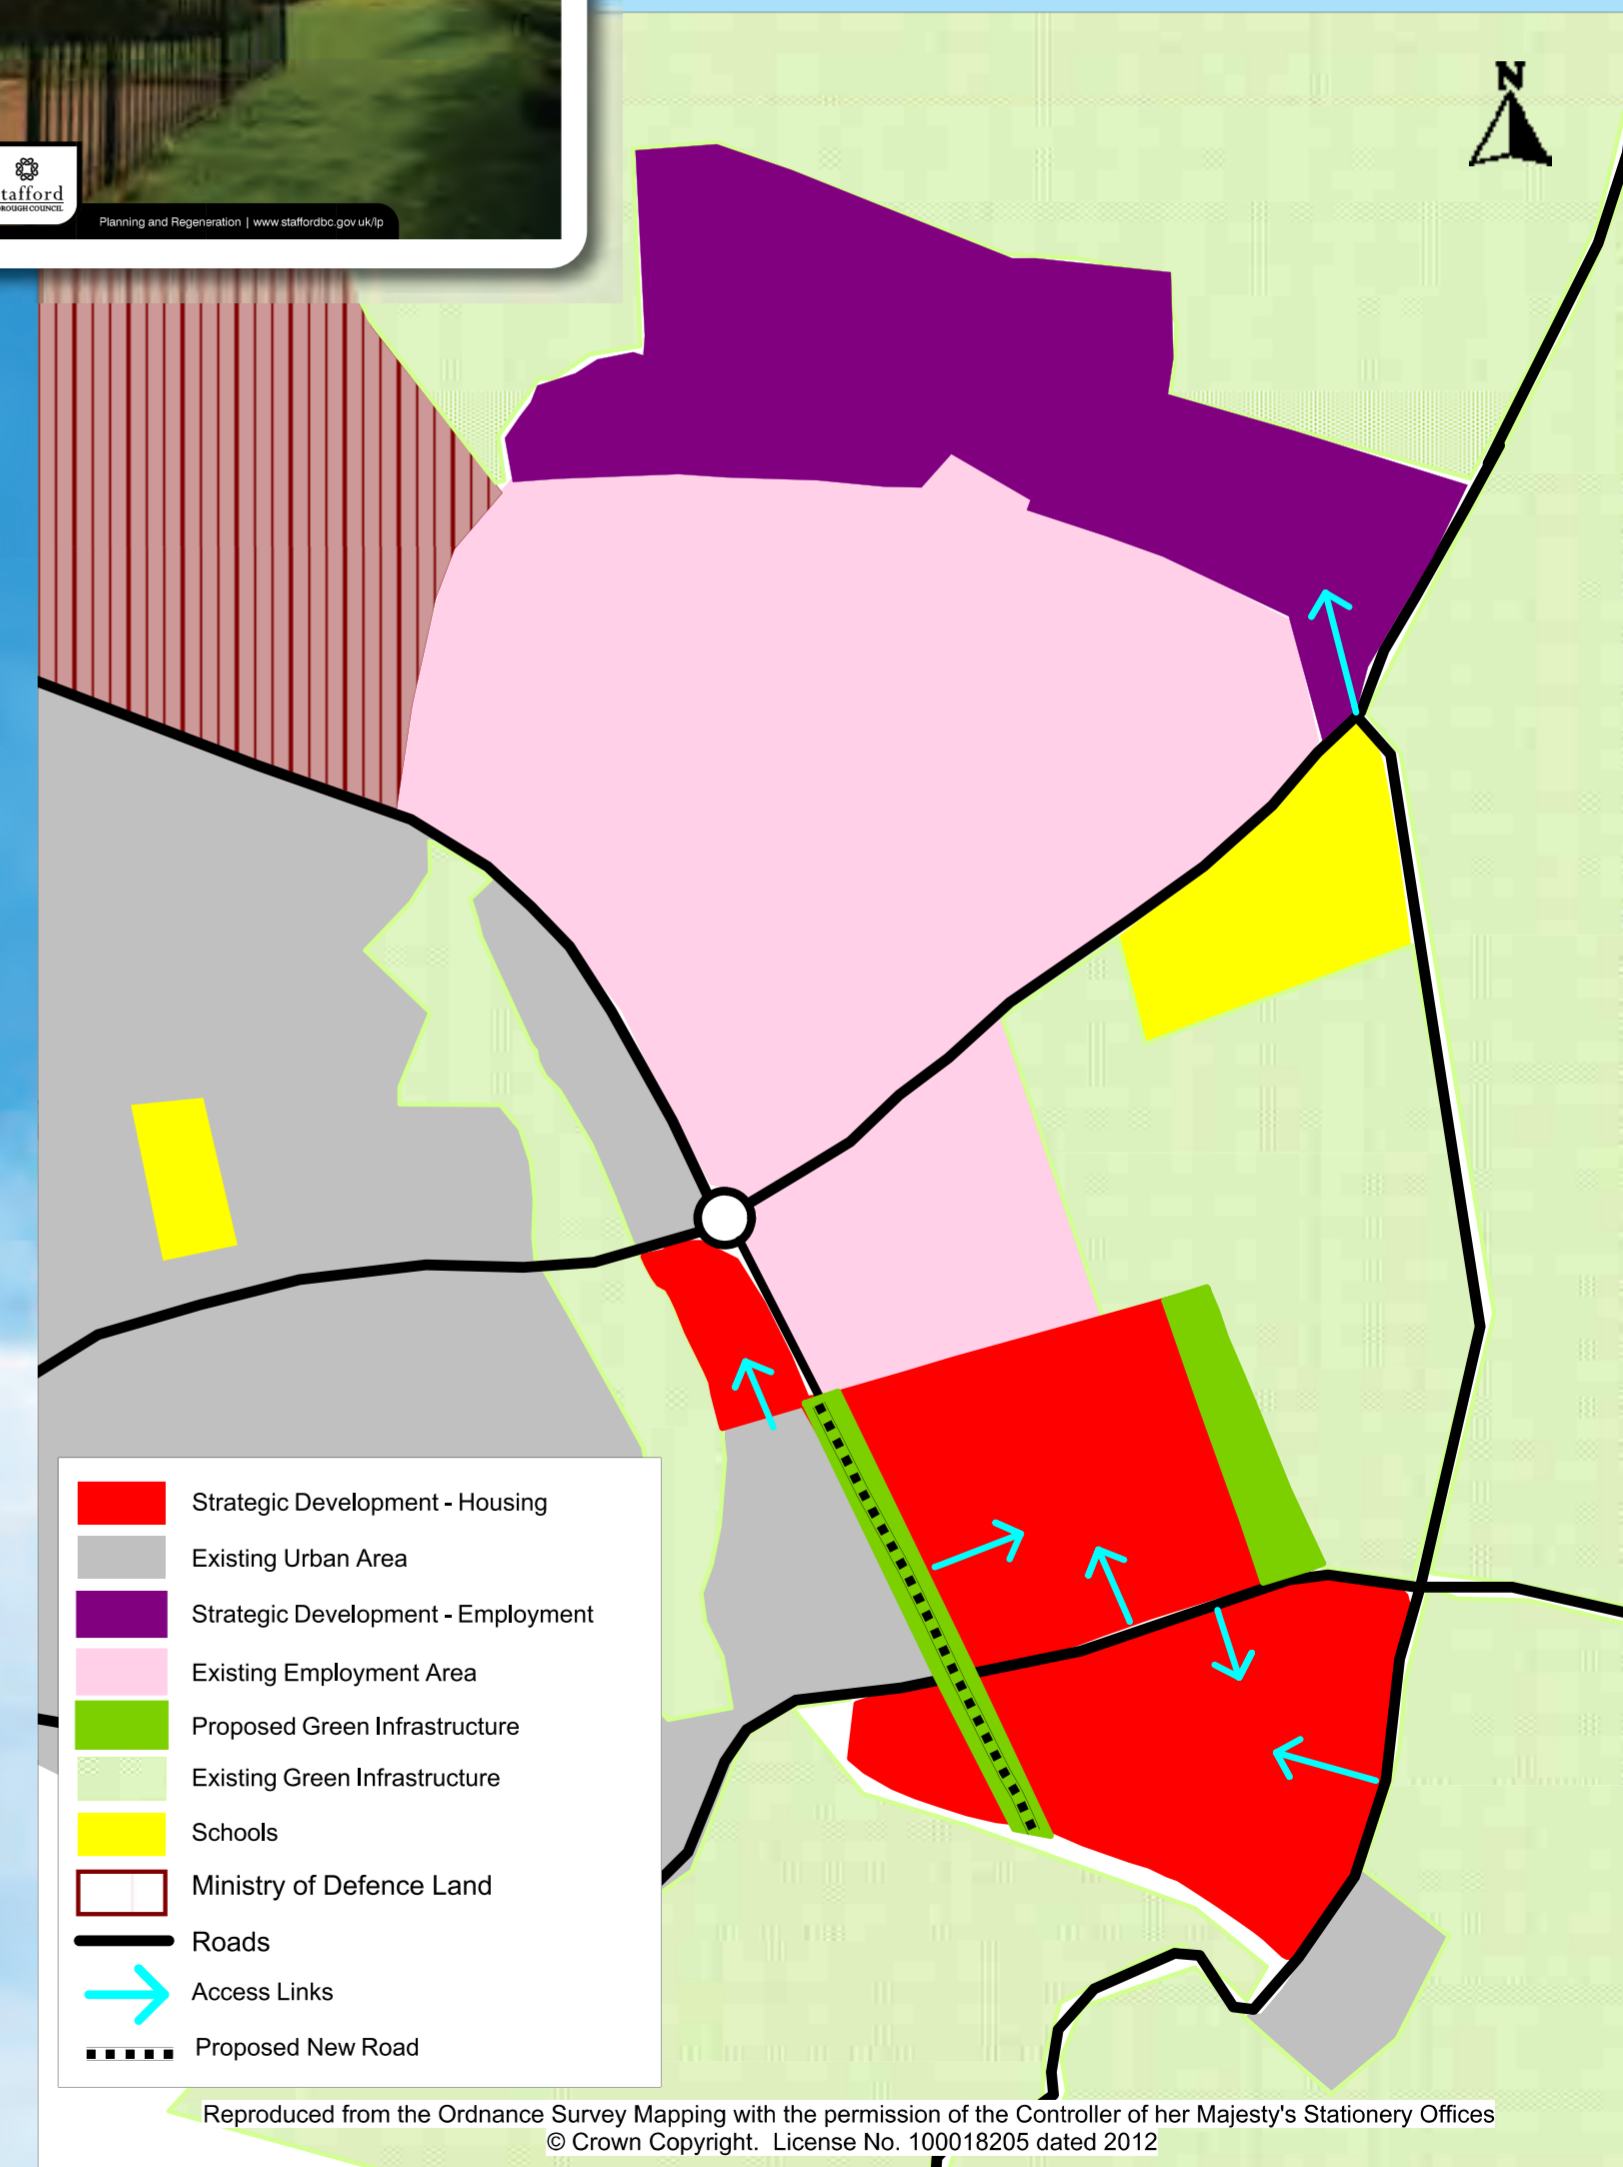 N
tafford
ROUGH COUNCIL
Planning and Regeneration | www.staffordbc.gov.uk/lp
Strategic Development - Housing
Existing Urban Area
Strategic Development - Employment
Existing Employment Area
Proposed Green Infrastructure
Existing Green Infrastructure
Schools
Ministry of Defence Land
Roads
Access Links
Proposed New Road
Reproduced from the Ordnance Survey Mapping with the permission of the Controller of her Majesty's Stationery Offices
© Crown Copyright.  License No. 100018205 dated 2012